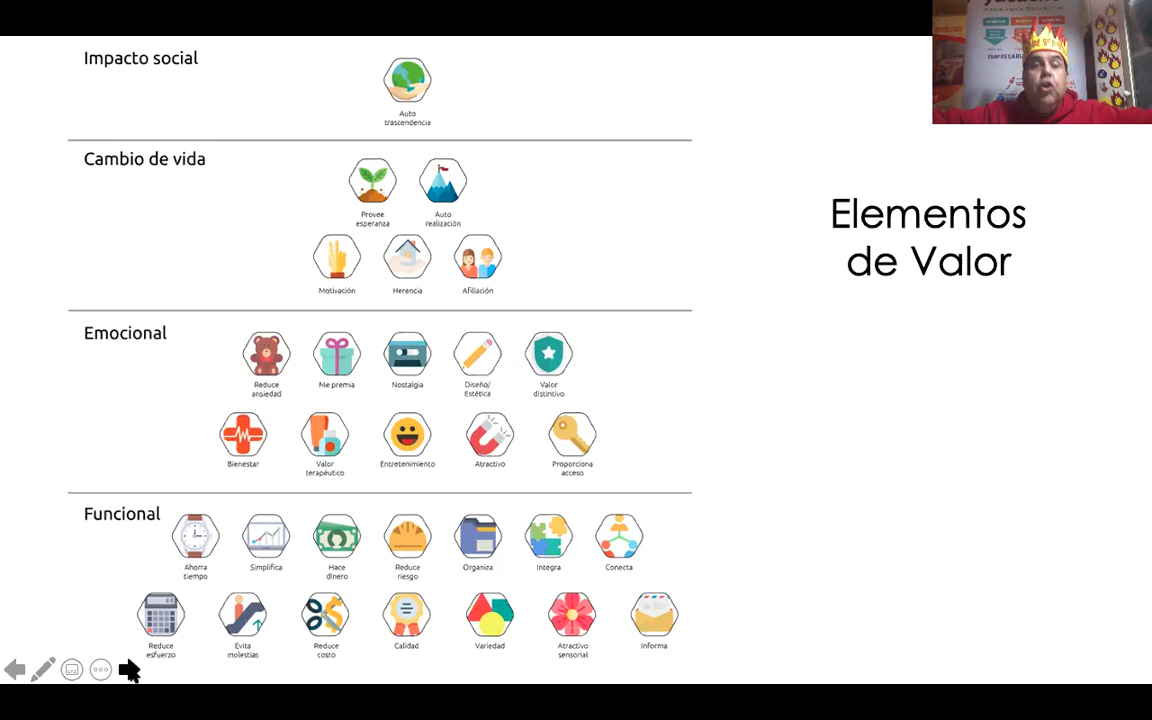 Impacto social
Auto
trascendencia
Cambio de vida
Provee
esperanza
Auto
realización
Motivación
Herencia
Afiliación
Emocional
Reduce
ansiedad
Me premia
Nostalgia
Diseño/
Estética
Valor
distintivo
Bienestar
Valor
terapéutico
Entretenimiento
Atractivo
Proporciona
acceso
Funcional
Ahorra
tiempo
Simplifica
Hace
dinero
Reduce
riesgo
Organiza
Integra
Conecta
Reduce
esfuerzo
Evita
molestias
Reduce
costo
Calidad
Variedad
Atractivo
sensorial
Informa
Elementos
de Valor